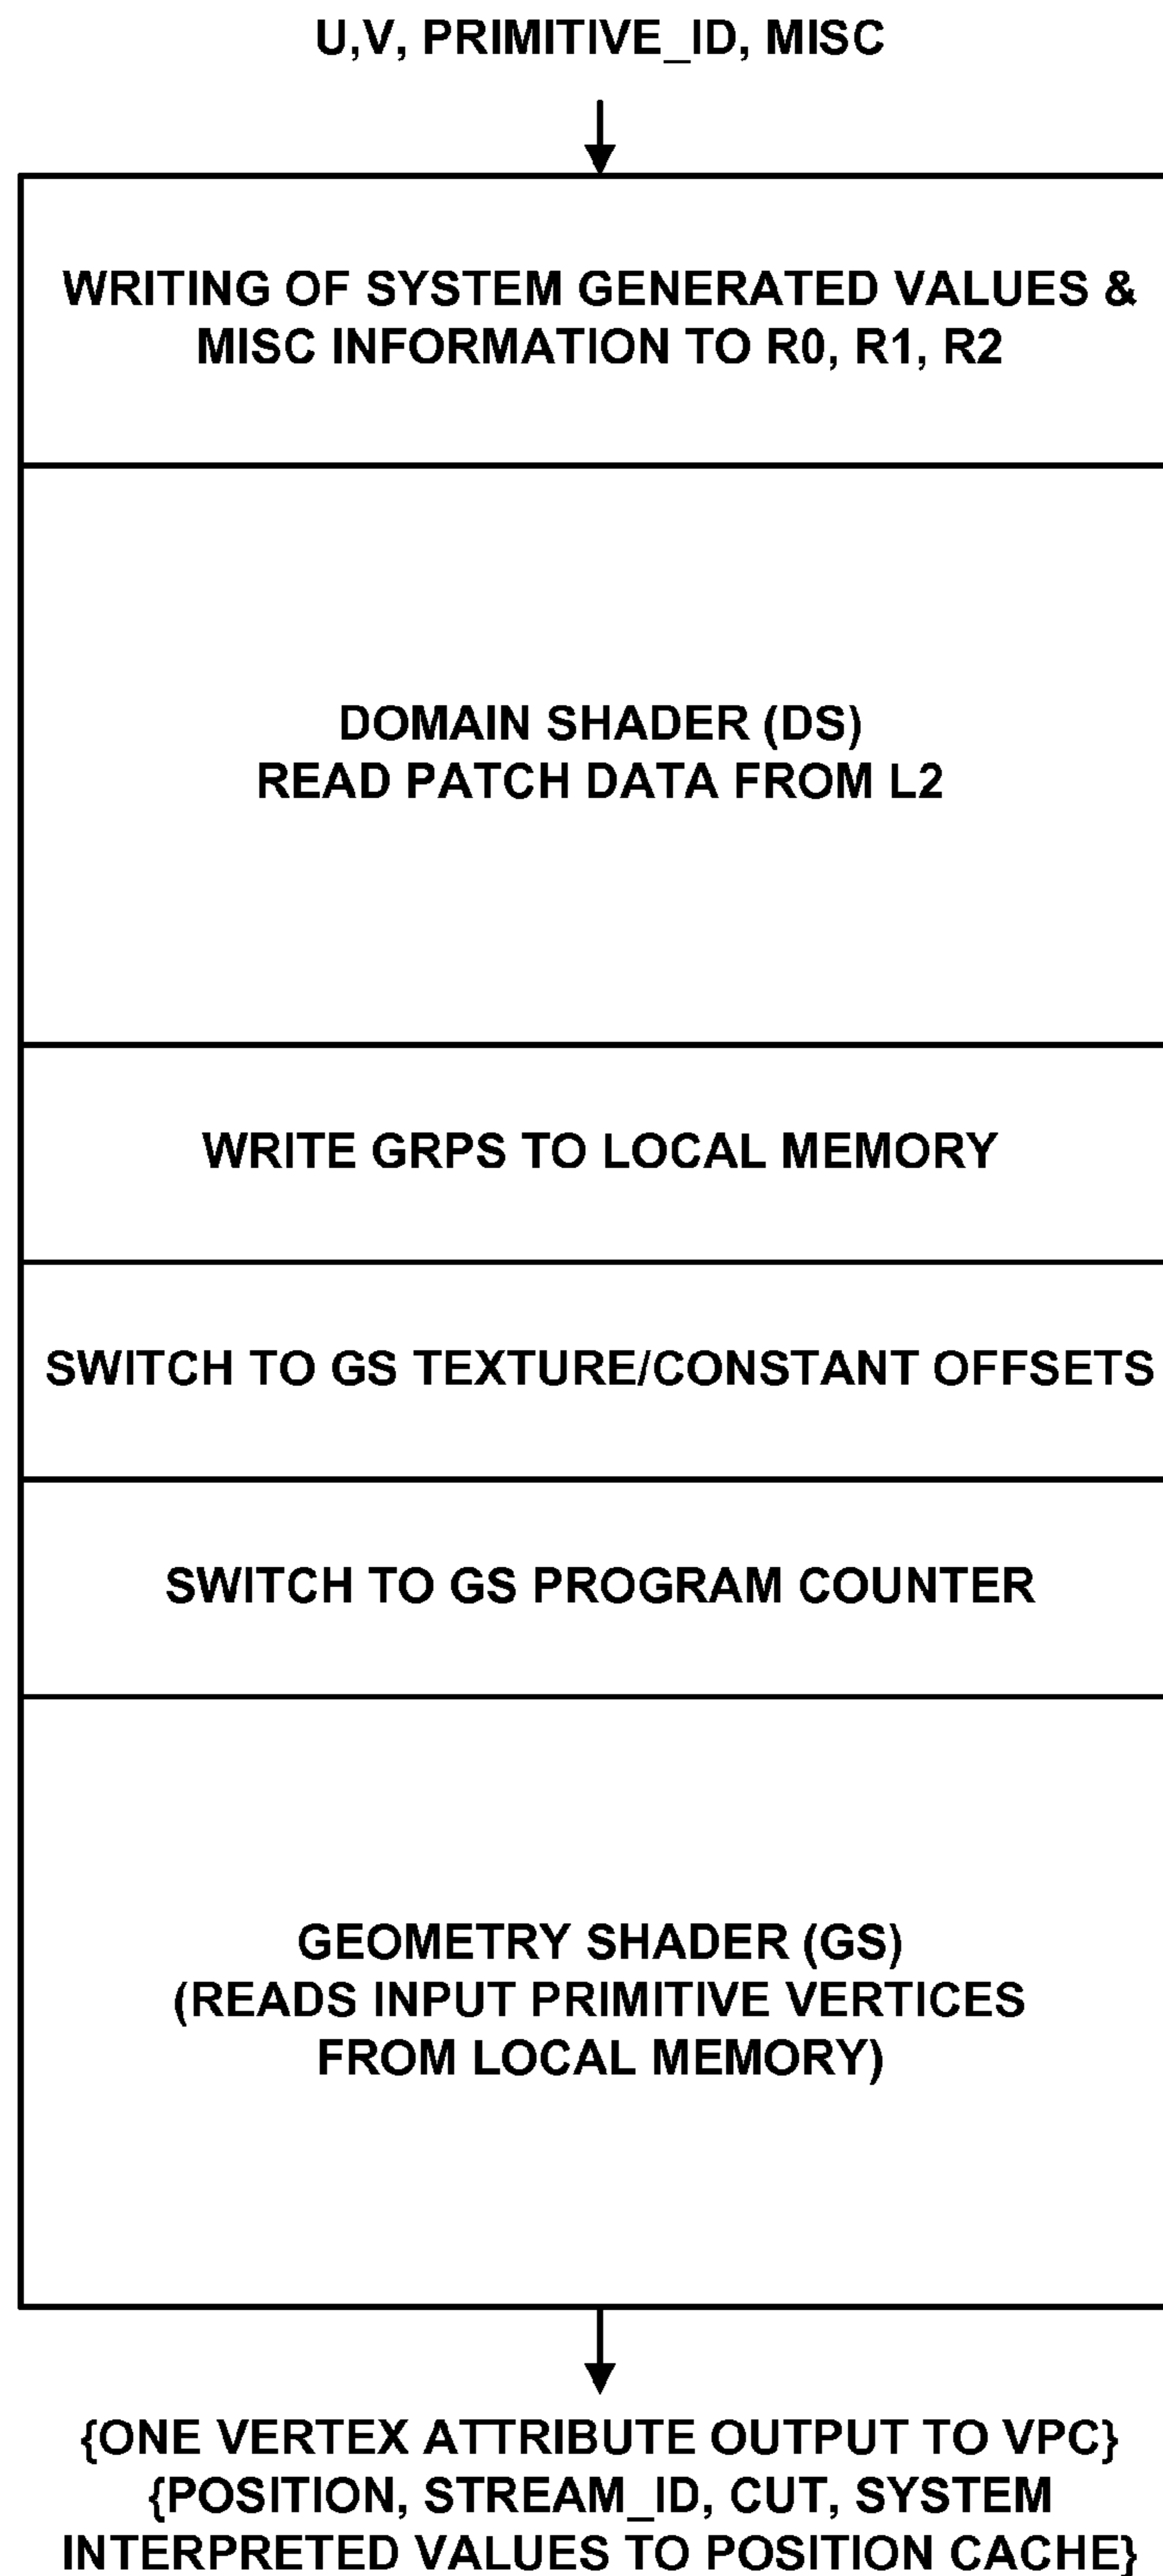 U,V, PRIMITIVE_ID, MISC
WRITING OF SYSTEM GENERATED VALUES &
MISC INFORMATION TO R0, R1, R2
DOMAIN SHADER (DS)
READ PATCH DATA FROM L2
WRITE GRPS TO LOCAL MEMORY
SWITCH TO GS TEXTURE/CONSTANT OFFSETS
SWITCH TO GS PROGRAM COUNTER
GEOMETRY SHADER (GS)
(READS INPUT PRIMITIVE VERTICES
FROM LOCAL MEMORY)
{ONE VERTEX ATTRIBUTE OUTPUT TO VPC}
{POSITION, STREAM_ID, CUT, SYSTEM
INTERPRETED VALUES TO POSITION CACHE}